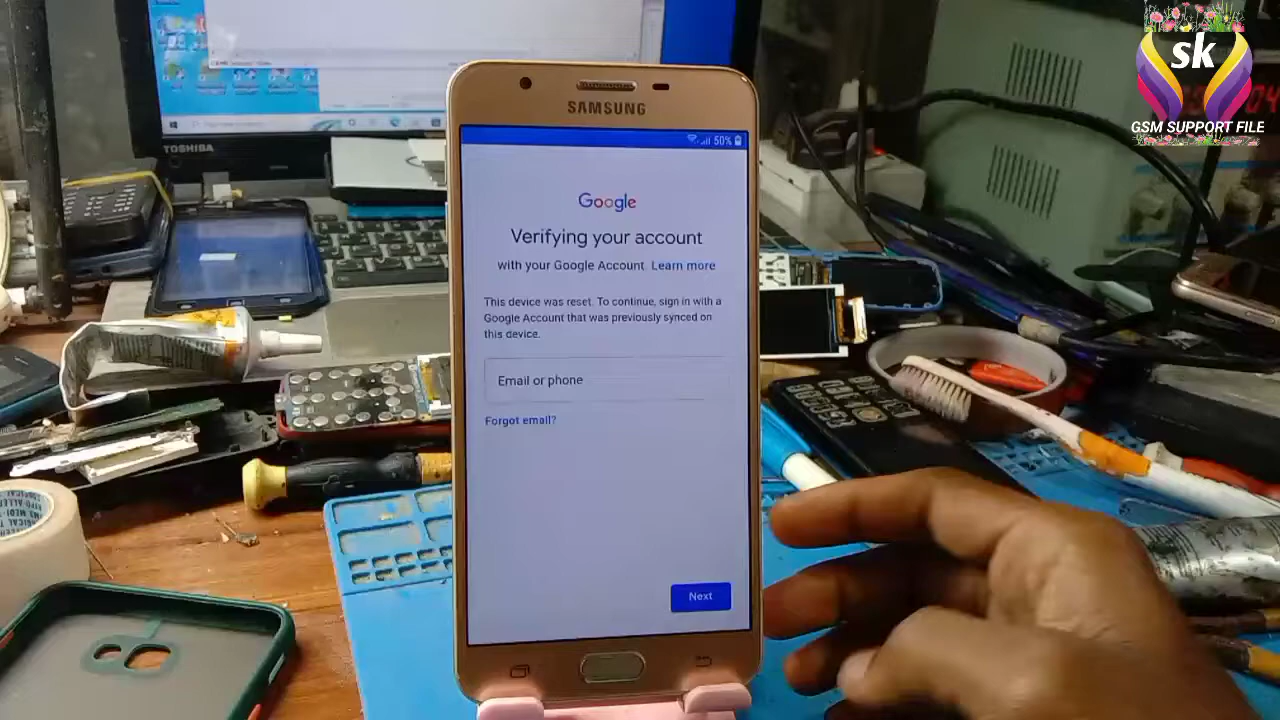 sk
GSM SUPPORT FILE
TOSHIBA
SAMSUNG
50%
Google
Verifying your account
with your Google Account. Learn more
This device was reset. To continue, sign in with a
Google Account that was previously synced on
this device.
Email or phone
Forgot email?
Next